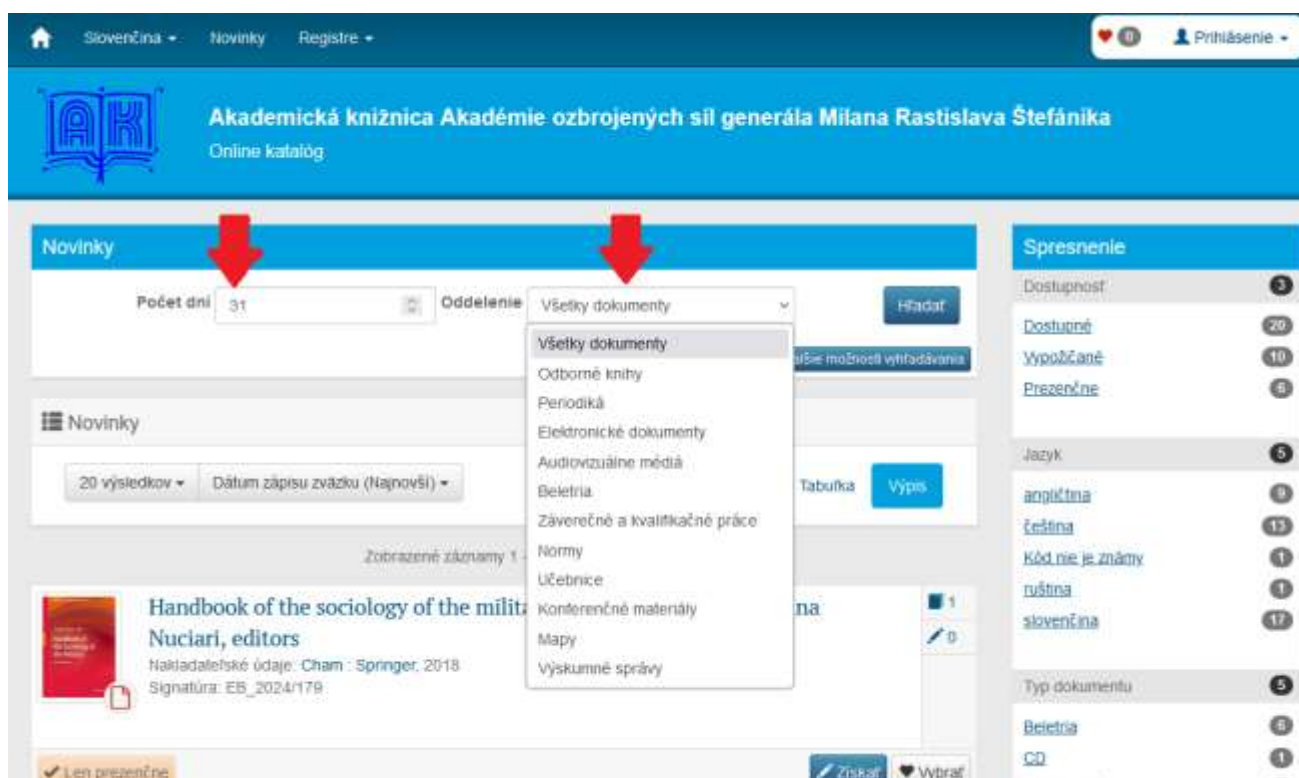 Slovenčina
Novinky
Registre
0
Prihlásenie
AK
Akademická knižnica Akadémie ozbrojených síl generála Milana Rastislava Štefánika
Online katalóg
Novinky
Počet dní 31 Oddelenie Všetky dokumenty Hľadať
Všetky dokumenty
Odborné knihy
Periodiká
Elektronické dokumenty
Audiovizuálne médiá
Beletria
Záverečné a kvalifikačné práce
Normy
Učebnice
Konferenčné materiály
Mapy
Výskumné správy
možnosti vyhľadávania
Novinky
20 výsledkov Dátum zápisu zväzku (Najnovší)
Tabuľka Výpis
Zobrazené záznamy 1 -
Handbook of the sociology of the
Nuciari, editors
Nakladateľské údaje: Cham : Springer, 2018
Signatúra: EB_2024/179
1
0
Len prezenčne
Získať Vybrať
Spresnenie
Dostupnosť 3
Dostupné 20
Vypožičané 10
Prezenčne 6
Jazyk 5
angličtina 9
čeština 13
Kód nie je známy 1
ruština 1
slovenčina 17
Typ dokumentu 5
Beletria 6
CD 1